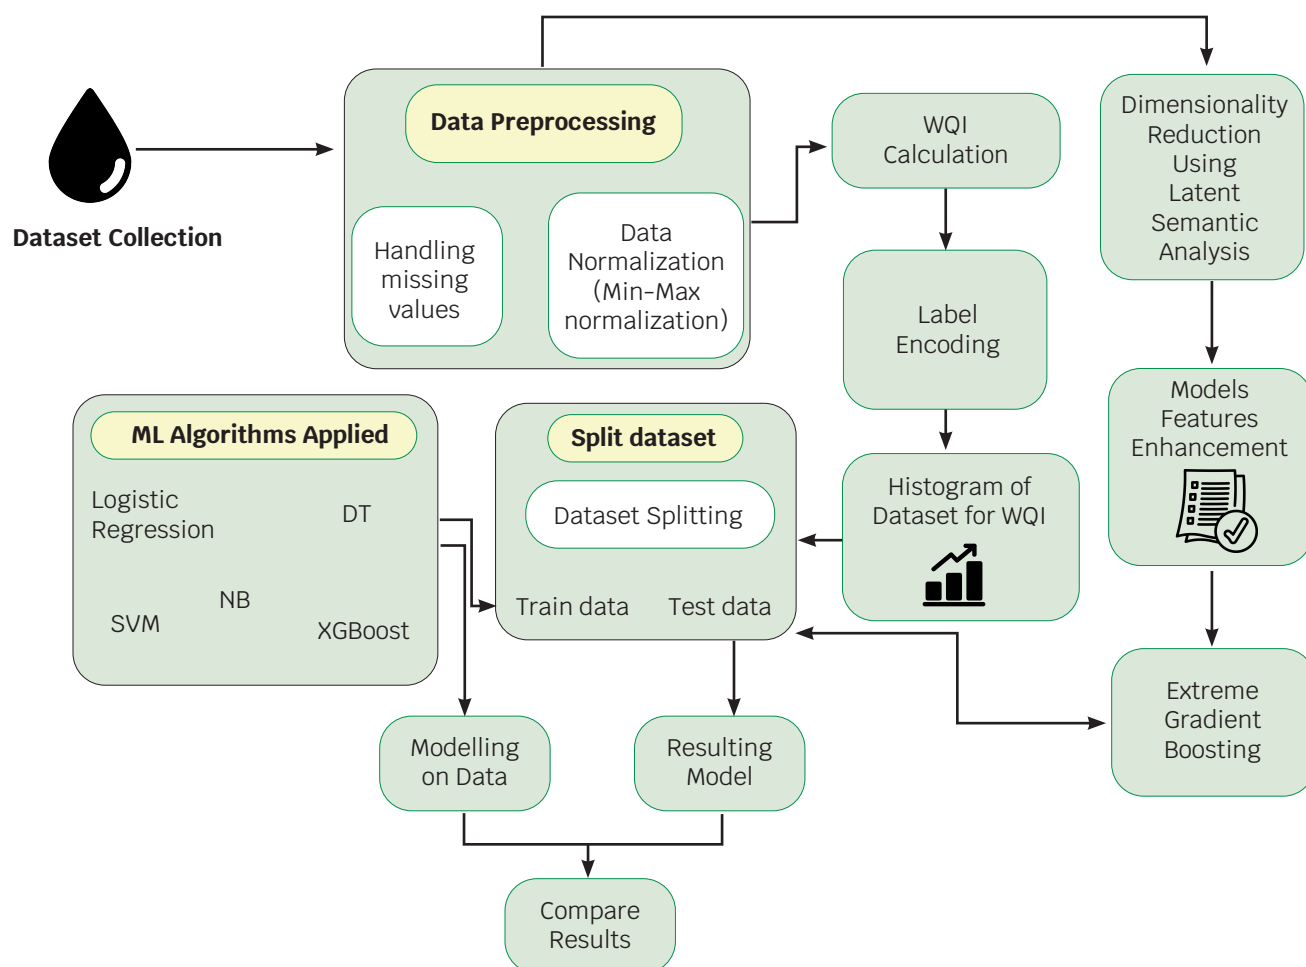 Dataset Collection
Data Preprocessing
Handling
missing
values
Data
Normalization
(Min-Max
normalization)
WQI
Calculation
Label
Encoding
Histogram of
Dataset for WQI
Dimensionality
Reduction
Using
Latent
Semantic
Analysis
Models
Features
Enhancement
Extreme
Gradient
Boosting
ML Algorithms Applied
Logistic
Regression
DT
NB
SVM
XGBoost
Split dataset
Dataset Splitting
Train data
Test data
Modelling
on Data
Resulting
Model
Compare
Results